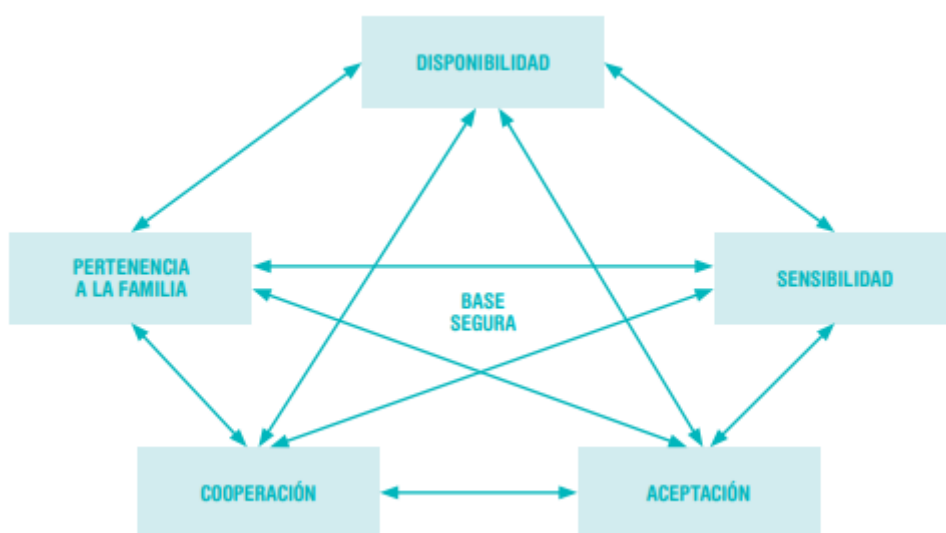 DISPONIBILIDAD
PERTENENCIA
A LA FAMILIA
SENSIBILIDAD
BASE
SEGURA
COOPERACIÓN
ACEPTACIÓN